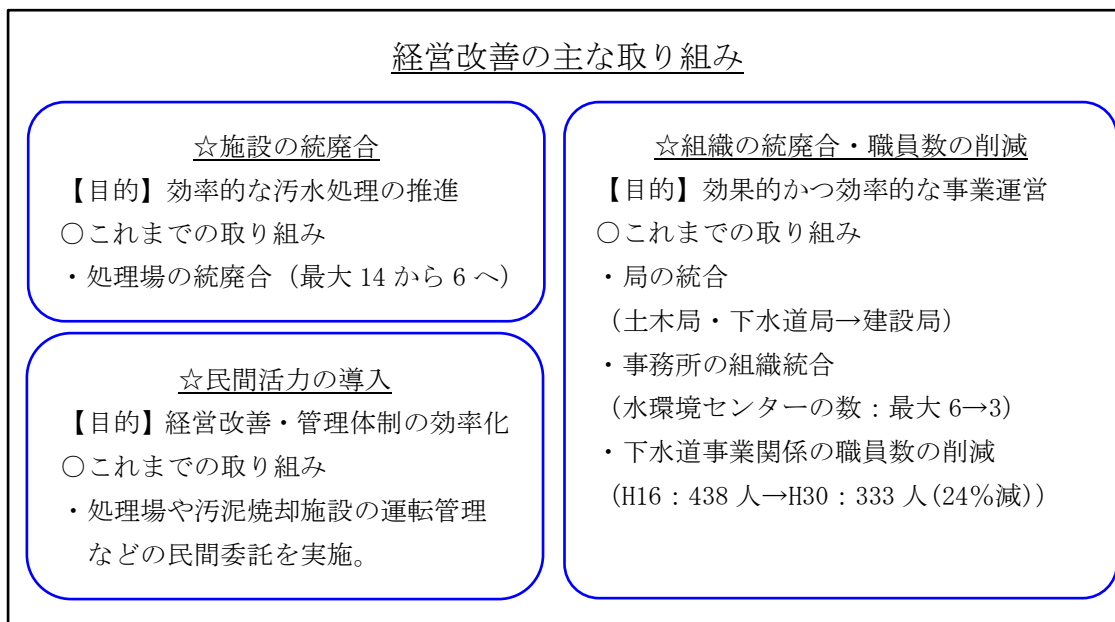 経営改善の主な取り組み
☆施設の統廃合
【目的】効率的な汚水処理の推進
○これまでの取り組み
・処理場の統廃合（最大 14 から 6 へ）
☆民間活力の導入
【目的】経営改善・管理体制の効率化
○これまでの取り組み
・処理場や汚泥焼却施設の運転管理
などの民間委託を実施。
☆組織の統廃合・職員数の削減
【目的】効果的かつ効率的な事業運営
○これまでの取り組み
・局の統合
（土木局・下水道局→建設局）
・事務所の組織統合
（水環境センターの数：最大 6→3）
・下水道事業関係の職員数の削減
（H16：438 人→H30：333 人(24%減)）